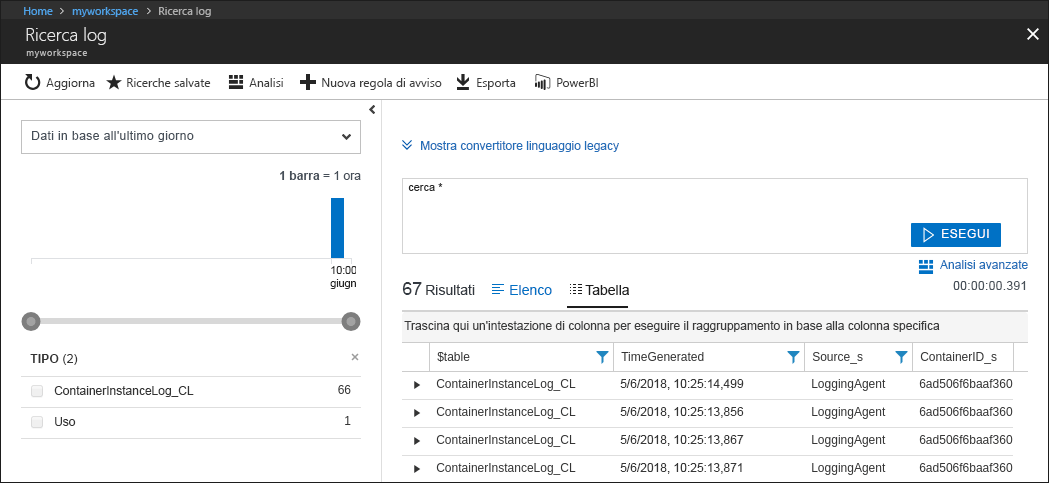 Home > myworkspace > Ricerca log
Ricerca log
myworkspace
Aggiorna Ricerche salvate Analisi Nuova regola di avviso Esporta PowerBI
Dati in base all'ultimo giorno
1 barra = 1 ora
10:00
giugn
TIPO (2)
ContainerInstanceLog_CL 66
Uso 1
Mostra convertitore linguaggio legacy
cerca *
ESEGUI
Analisi avanzate
67 Risultati Elenco Tabella 00:00:00.391
Trascina qui un'intestazione di colonna per eseguire il raggruppamento in base alla colonna specifica
$table TimeGenerated Source_s ContainerID_s
ContainerInstanceLog_CL 5/6/2018, 10:25:14,499 LoggingAgent 6ad506f6baaf360
ContainerInstanceLog_CL 5/6/2018, 10:25:13,856 LoggingAgent 6ad506f6baaf360
ContainerInstanceLog_CL 5/6/2018, 10:25:13,867 LoggingAgent 6ad506f6baaf360
ContainerInstanceLog_CL 5/6/2018, 10:25:13,871 LoggingAgent 6ad506f6baaf360